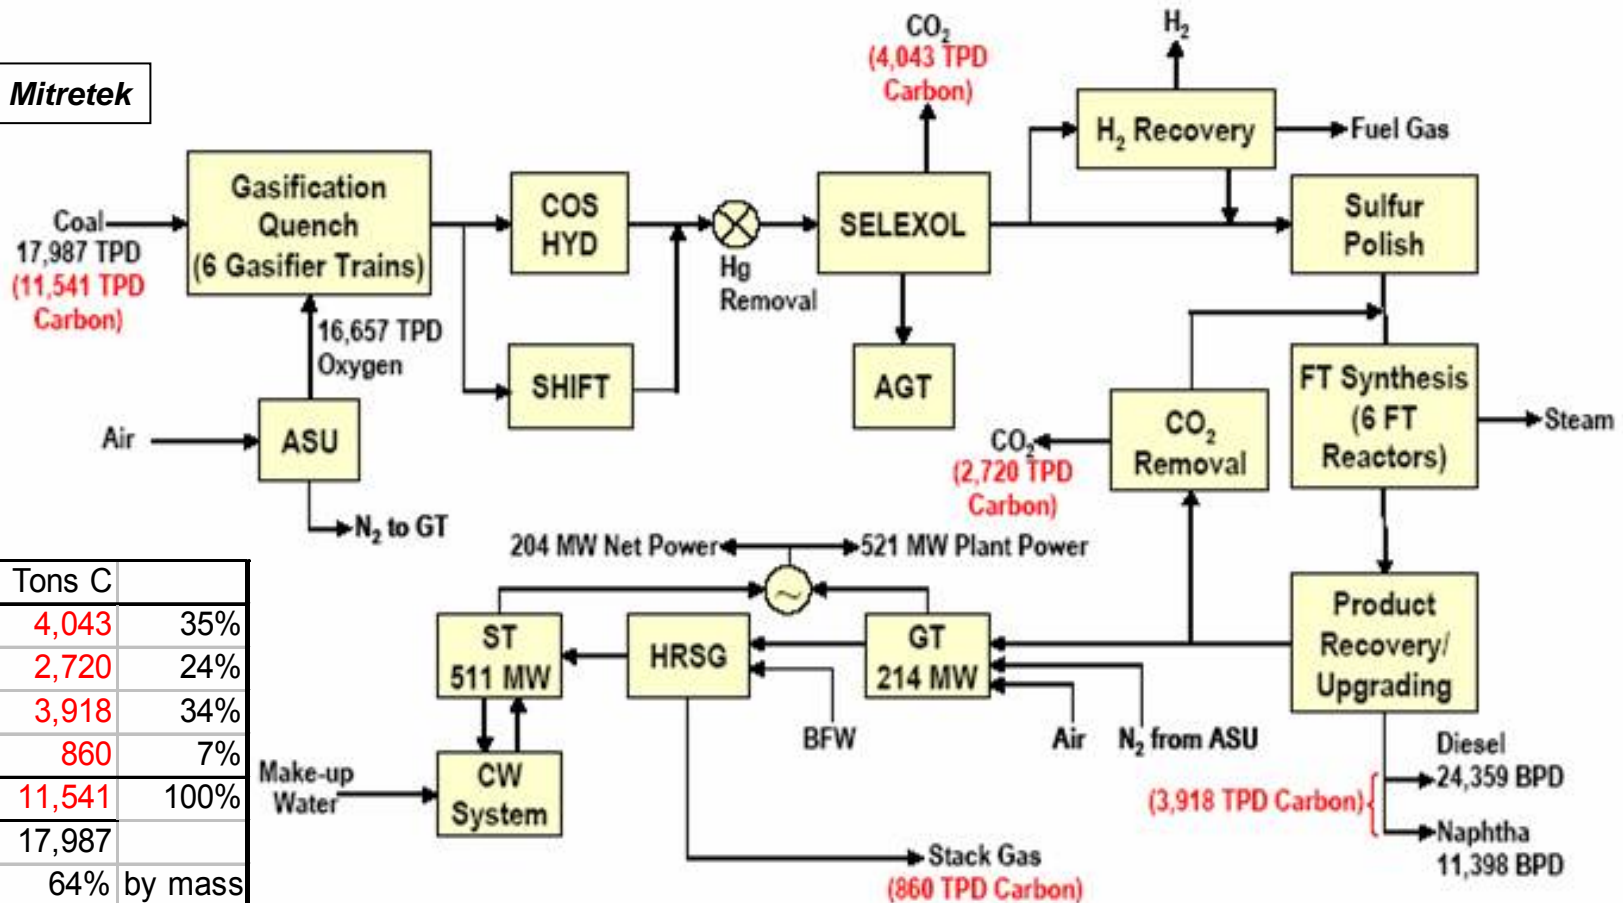 Mitretek
CO2
(4,043 TPD
Carbon)
H2
H2 Recovery
Fuel Gas
Coal
17,987 TPD
(11,541 TPD
Carbon)
Gasification
Quench
(6 Gasifier Trains)
COS
HYD
Hg
Removal
SELEXOL
Sulfur
Polish
16,657 TPD
Oxygen
SHIFT
AGT
Air
ASU
N2 to GT
CO2
(2,720 TPD
Carbon)
CO2
Removal
FT Synthesis
(6 FT
Reactors)
Steam
204 MW Net Power
521 MW Plant Power
~
ST
511 MW
HRSG
GT
214 MW
Product
Recovery/
Upgrading
BFW
Air
N2 from ASU
Make-up
Water
CW
System
Diesel
24,359 BPD
(3,918 TPD Carbon)
Naphtha
11,398 BPD
Stack Gas
(860 TPD Carbon)
Tons C
4,043 35%
2,720 24%
3,918 34%
860 7%
11,541 100%
17,987
64% by mass